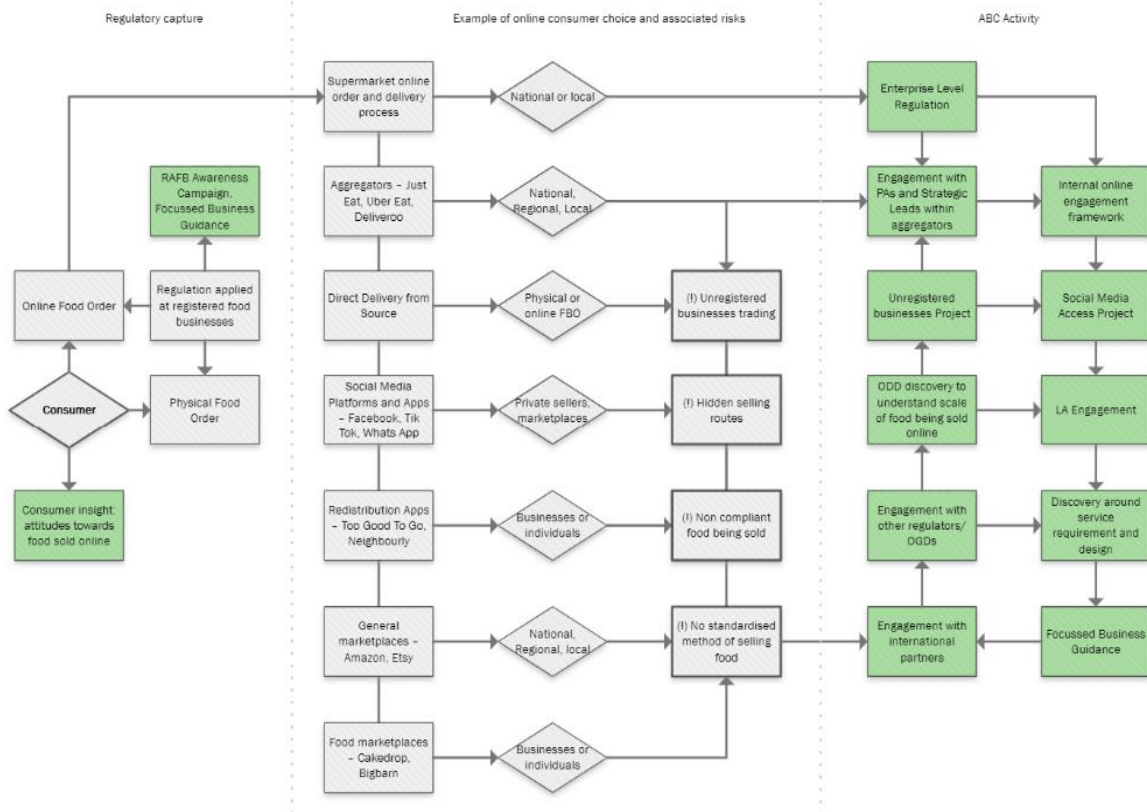 Regulatory capture
Example of online consumer choice and associated risks
ABC Activity
RAFB Awareness
Campaign.
Focussed Business
Guidance
Online Food Order
Regulation applied
at registered food
businesses
Consumer
Physical Food
Order
Consumer insight:
attitudes towards
food sold online
Supermarket online
order and delivery
process
National or local
Aggregators – Just
Eat, Uber Eat,
Deliveroo
National,
Regional, Local
Direct Delivery from
Source
Physical or
online FBO
(!) Unregistered
businesses trading
Social Media
Platforms and Apps
– Facebook, Tik
Tok, Whats App
Private sellers,
marketplaces
(!) Hidden selling
routes
Redistribution Apps
– Too Good To Go,
Neighbourly
Businesses or
individuals
(!) Non compliant
food being sold
General
marketplaces –
Amazon, Etsy
National,
Regional, local
(!) No standardised
method of selling
food
Food marketplaces
– Cakedrop,
Bigbarn
Businesses or
individuals
Enterprise Level
Regulation
Engagement with
PAs and Strategic
Leads within
aggregators
Internal online
engagement
framework
Unregistered
businesses Project
Social Media
Access Project
ODD discovery to
understand scale
of food being sold
online
LA Engagement
Engagement with
other regulators/
OGDs
Discovery around
service
requirement and
design
Engagement with
international
partners
Focussed Business
Guidance